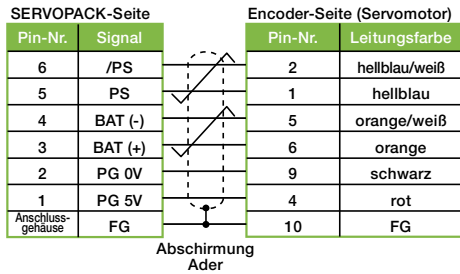 SERVOPACK-Seite Encoder-Seite (Servomotor)
Pin-Nr. Signal Pin-Nr. Leitungsfarbe
6 /PS 2 hellblau/weiß
5 PS 1 hellblau
4 BAT (-) 5 orange/weiß
3 BAT (+) 6 orange
2 PG 0V 9 schwarz
1 PG 5V 4 rot
Anschluss-
gehäuse FG 10 FG
Abschirmung
Ader